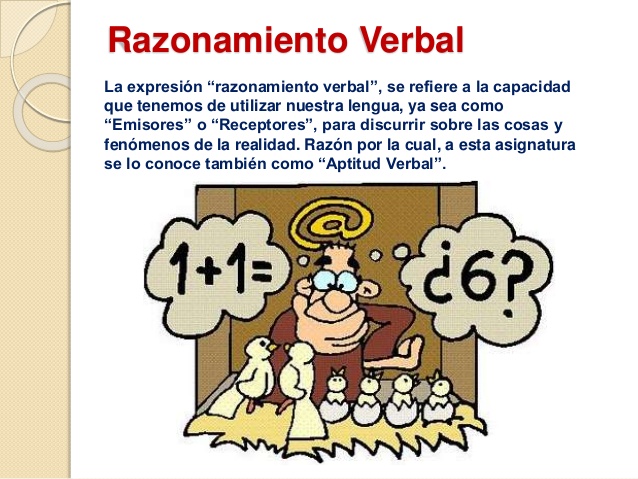 Razonamiento Verbal
La expresión “razonamiento verbal”, se refiere a la capacidad
que tenemos de utilizar nuestra lengua, ya sea como
“Emisores” o “Receptores”, para discurrir sobre las cosas y
fenómenos de la realidad. Razón por la cual, a esta asignatura
se lo conoce también como “Aptitud Verbal”.
@
1+1= ¿6?